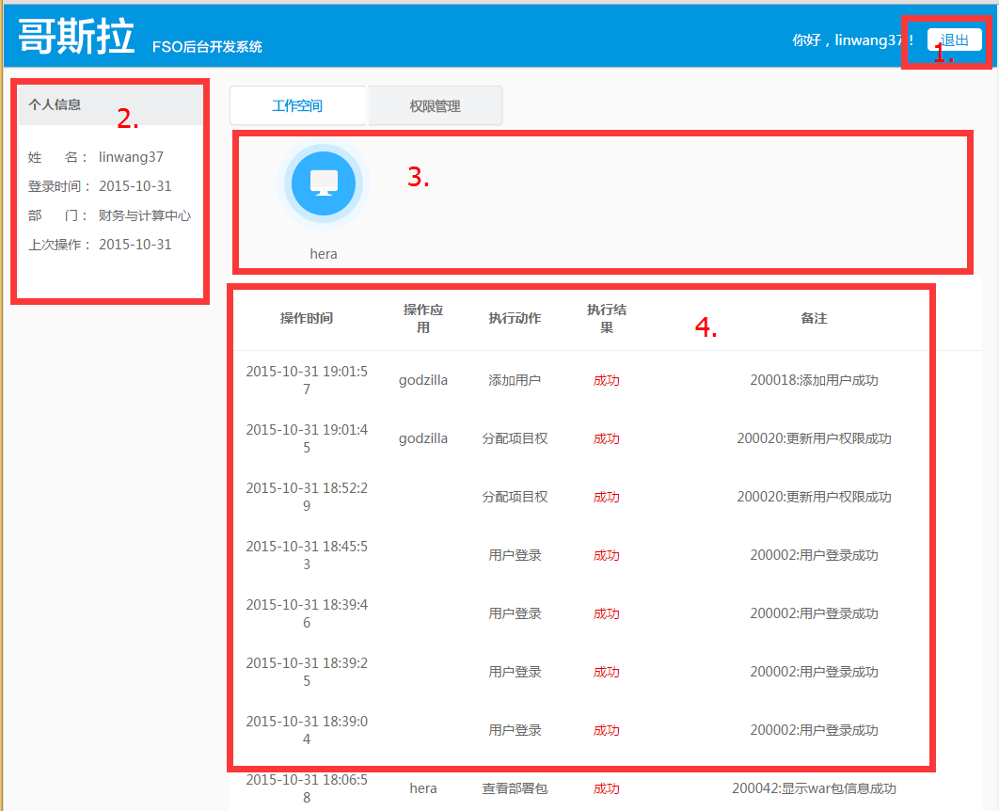 哥斯拉 FSO后台开发系统 你好，linwang37！ 退出
1.
个人信息
2.
姓 名： linwang37
登录时间： 2015-10-31
部 门： 财务与计算中心
上次操作： 2015-10-31
工作空间 权限管理
3.
hera
4.
操作时间 操作应用 执行动作 执行结果 备注
2015-10-31 19:01:57 godzilla 添加用户 成功 200018:添加用户成功
2015-10-31 19:01:45 godzilla 分配项目权 成功 200020:更新用户权限成功
2015-10-31 18:52:29 分配项目权 成功 200020:更新用户权限成功
2015-10-31 18:45:53 用户登录 成功 200002:用户登录成功
2015-10-31 18:39:46 用户登录 成功 200002:用户登录成功
2015-10-31 18:39:25 用户登录 成功 200002:用户登录成功
2015-10-31 18:39:04 用户登录 成功 200002:用户登录成功
2015-10-31 18:06:58 hera 查看部署包 成功 200042:显示war包信息成功